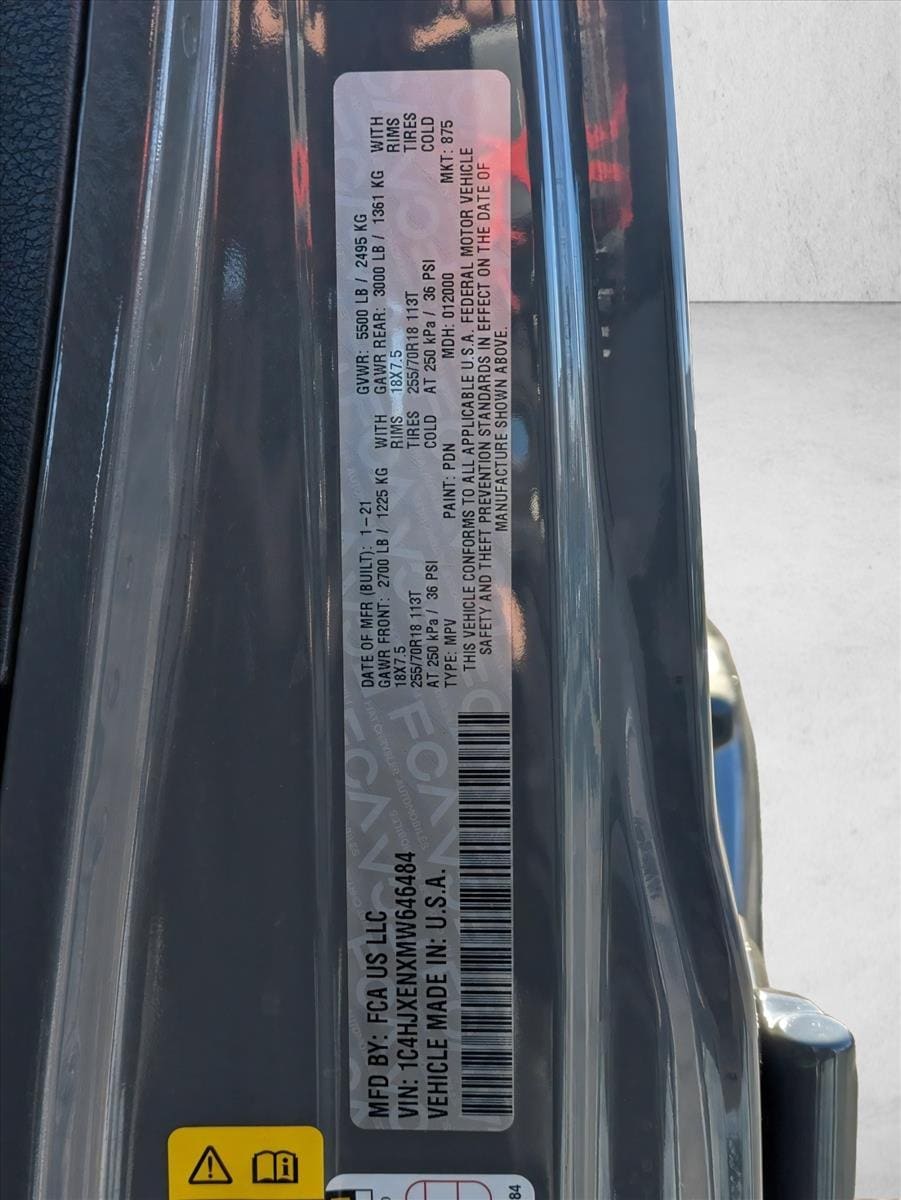 MFD BY: FCA US LLC
VIN: 1C4HJXENXMW646484
VEHICLE MADE IN: U.S.A.
DATE OF MFR (BUILT): 1-21 GVWR: 5500 LB / 2495 KG
GAWR FRONT: 2700 LB / 1225 KG WITH GAWR REAR: 3000 LB / 1361 KG WITH
18X7.5 RIMS 18X7.5 RIMS
255/70R18 113T TIRES 255/70R18 113T TIRES
AT 250 kPa / 36 PSI COLD AT 250 kPa / 36 PSI COLD
TYPE: MPV PAINT: PDN MDH: 012000 MKT: 875
THIS VEHICLE CONFORMS TO ALL APPLICABLE U.S.A. FEDERAL MOTOR VEHICLE
SAFETY AND THEFT PREVENTION STANDARDS IN EFFECT ON THE DATE OF
MANUFACTURE SHOWN ABOVE.
84